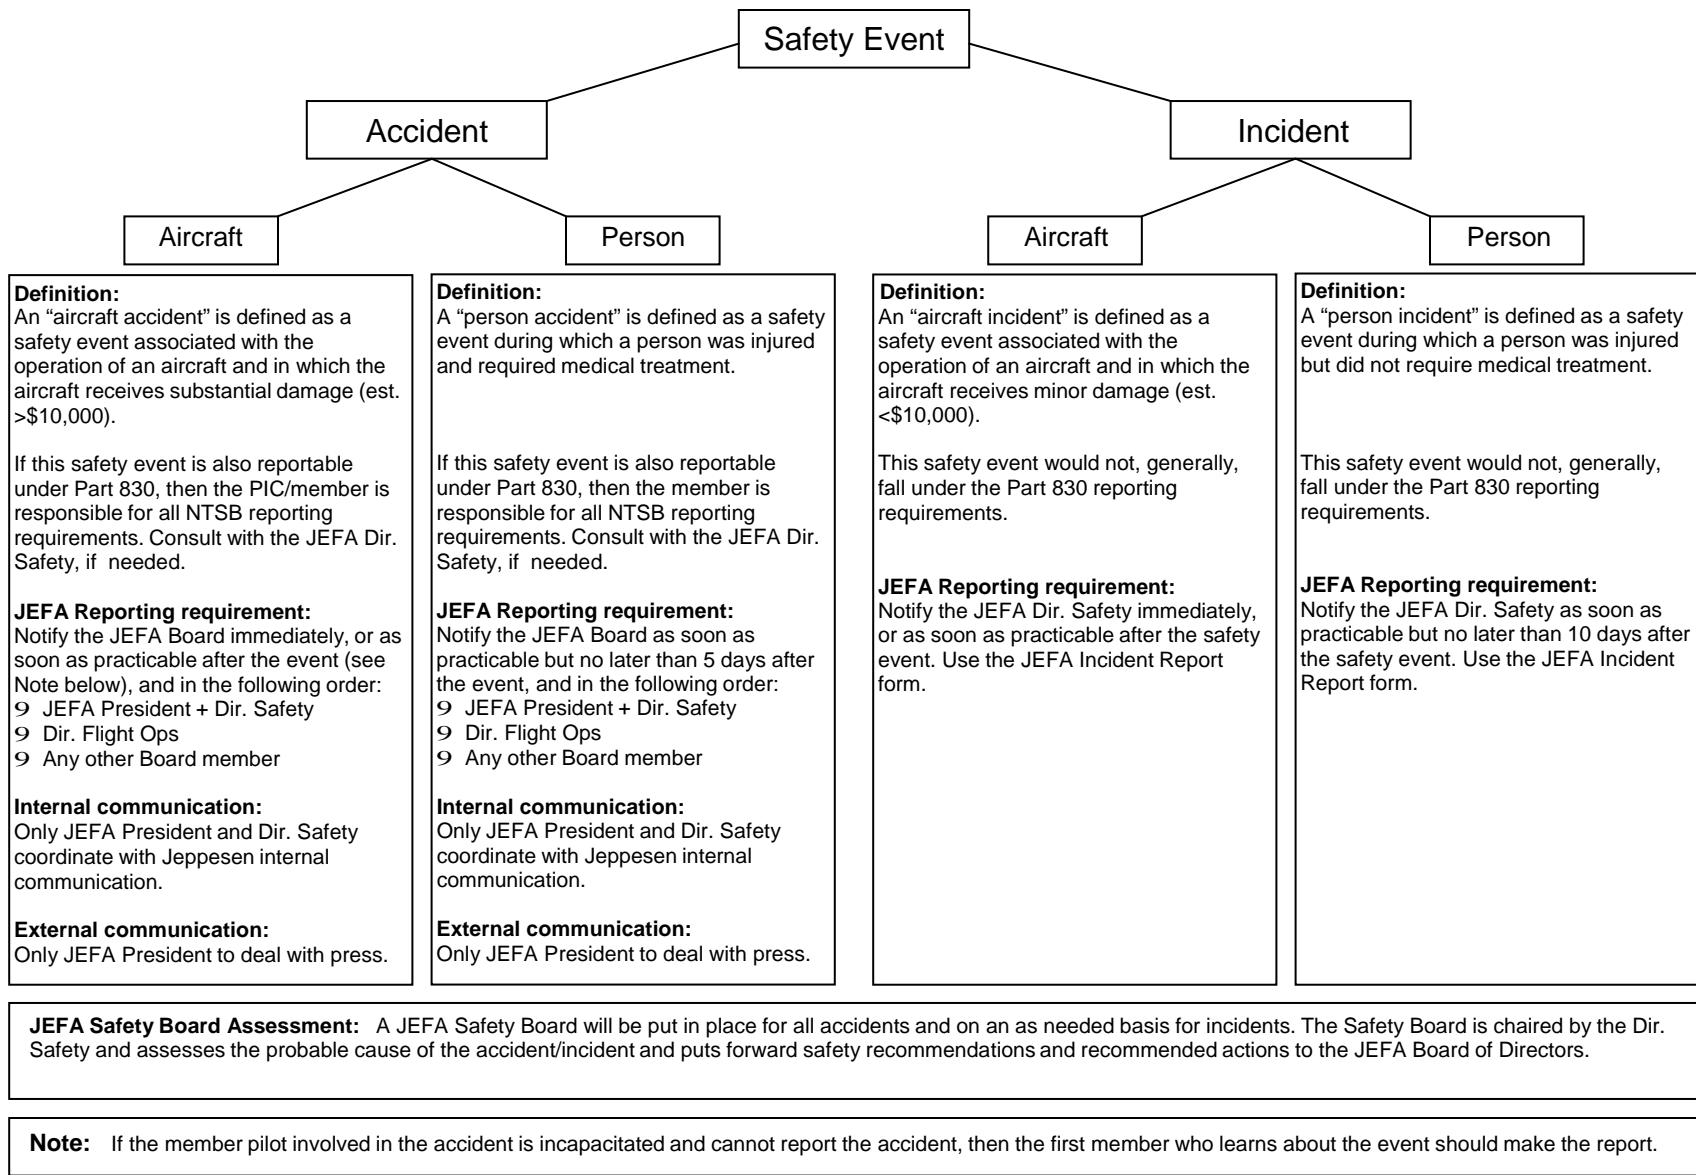 Safety Event
Accident
Incident
Aircraft
Person
Aircraft
Person
Definition:
An “aircraft accident” is defined as a
safety event associated with the
operation of an aircraft and in which the
aircraft receives substantial damage (est.
>$10,000).
If this safety event is also reportable
under Part 830, then the PIC/member is
responsible for all NTSB reporting
requirements. Consult with the JEFA Dir.
Safety, if needed.
JEFA Reporting requirement:
Notify the JEFA Board immediately, or as
soon as practicable after the event (see
Note below), and in the following order:
9 JEFA President + Dir. Safety
9 Dir. Flight Ops
9 Any other Board member
Internal communication:
Only JEFA President and Dir. Safety
coordinate with Jeppesen internal
communication.
External communication:
Only JEFA President to deal with press.
Definition:
A “person accident” is defined as a safety
event during which a person was injured
and required medical treatment.
If this safety event is also reportable
under Part 830, then the member is
responsible for all NTSB reporting
requirements. Consult with the JEFA Dir.
Safety, if needed.
JEFA Reporting requirement:
Notify the JEFA Board as soon as
practicable but no later than 5 days after
the event, and in the following order:
9 JEFA President + Dir. Safety
9 Dir. Flight Ops
9 Any other Board member
Internal communication:
Only JEFA President and Dir. Safety
coordinate with Jeppesen internal
communication.
External communication:
Only JEFA President to deal with press.
Definition:
An “aircraft incident” is defined as a
safety event associated with the
operation of an aircraft and in which the
aircraft receives minor damage (est.
<$10,000).
This safety event would not, generally,
fall under the Part 830 reporting
requirements.
JEFA Reporting requirement:
Notify the JEFA Dir. Safety immediately,
or as soon as practicable after the safety
event. Use the JEFA Incident Report
form.
Definition:
A “person incident” is defined as a safety
event during which a person was injured
but did not require medical treatment.
This safety event would not, generally,
fall under the Part 830 reporting
requirements.
JEFA Reporting requirement:
Notify the JEFA Dir. Safety as soon as
practicable but no later than 10 days after
the safety event. Use the JEFA Incident
Report form.
JEFA Safety Board Assessment: A JEFA Safety Board will be put in place for all accidents and on an as needed basis for incidents. The Safety Board is chaired by the Dir.
Safety and assesses the probable cause of the accident/incident and puts forward safety recommendations and recommended actions to the JEFA Board of Directors.
Note: If the member pilot involved in the accident is incapacitated and cannot report the accident, then the first member who learns about the event should make the report.